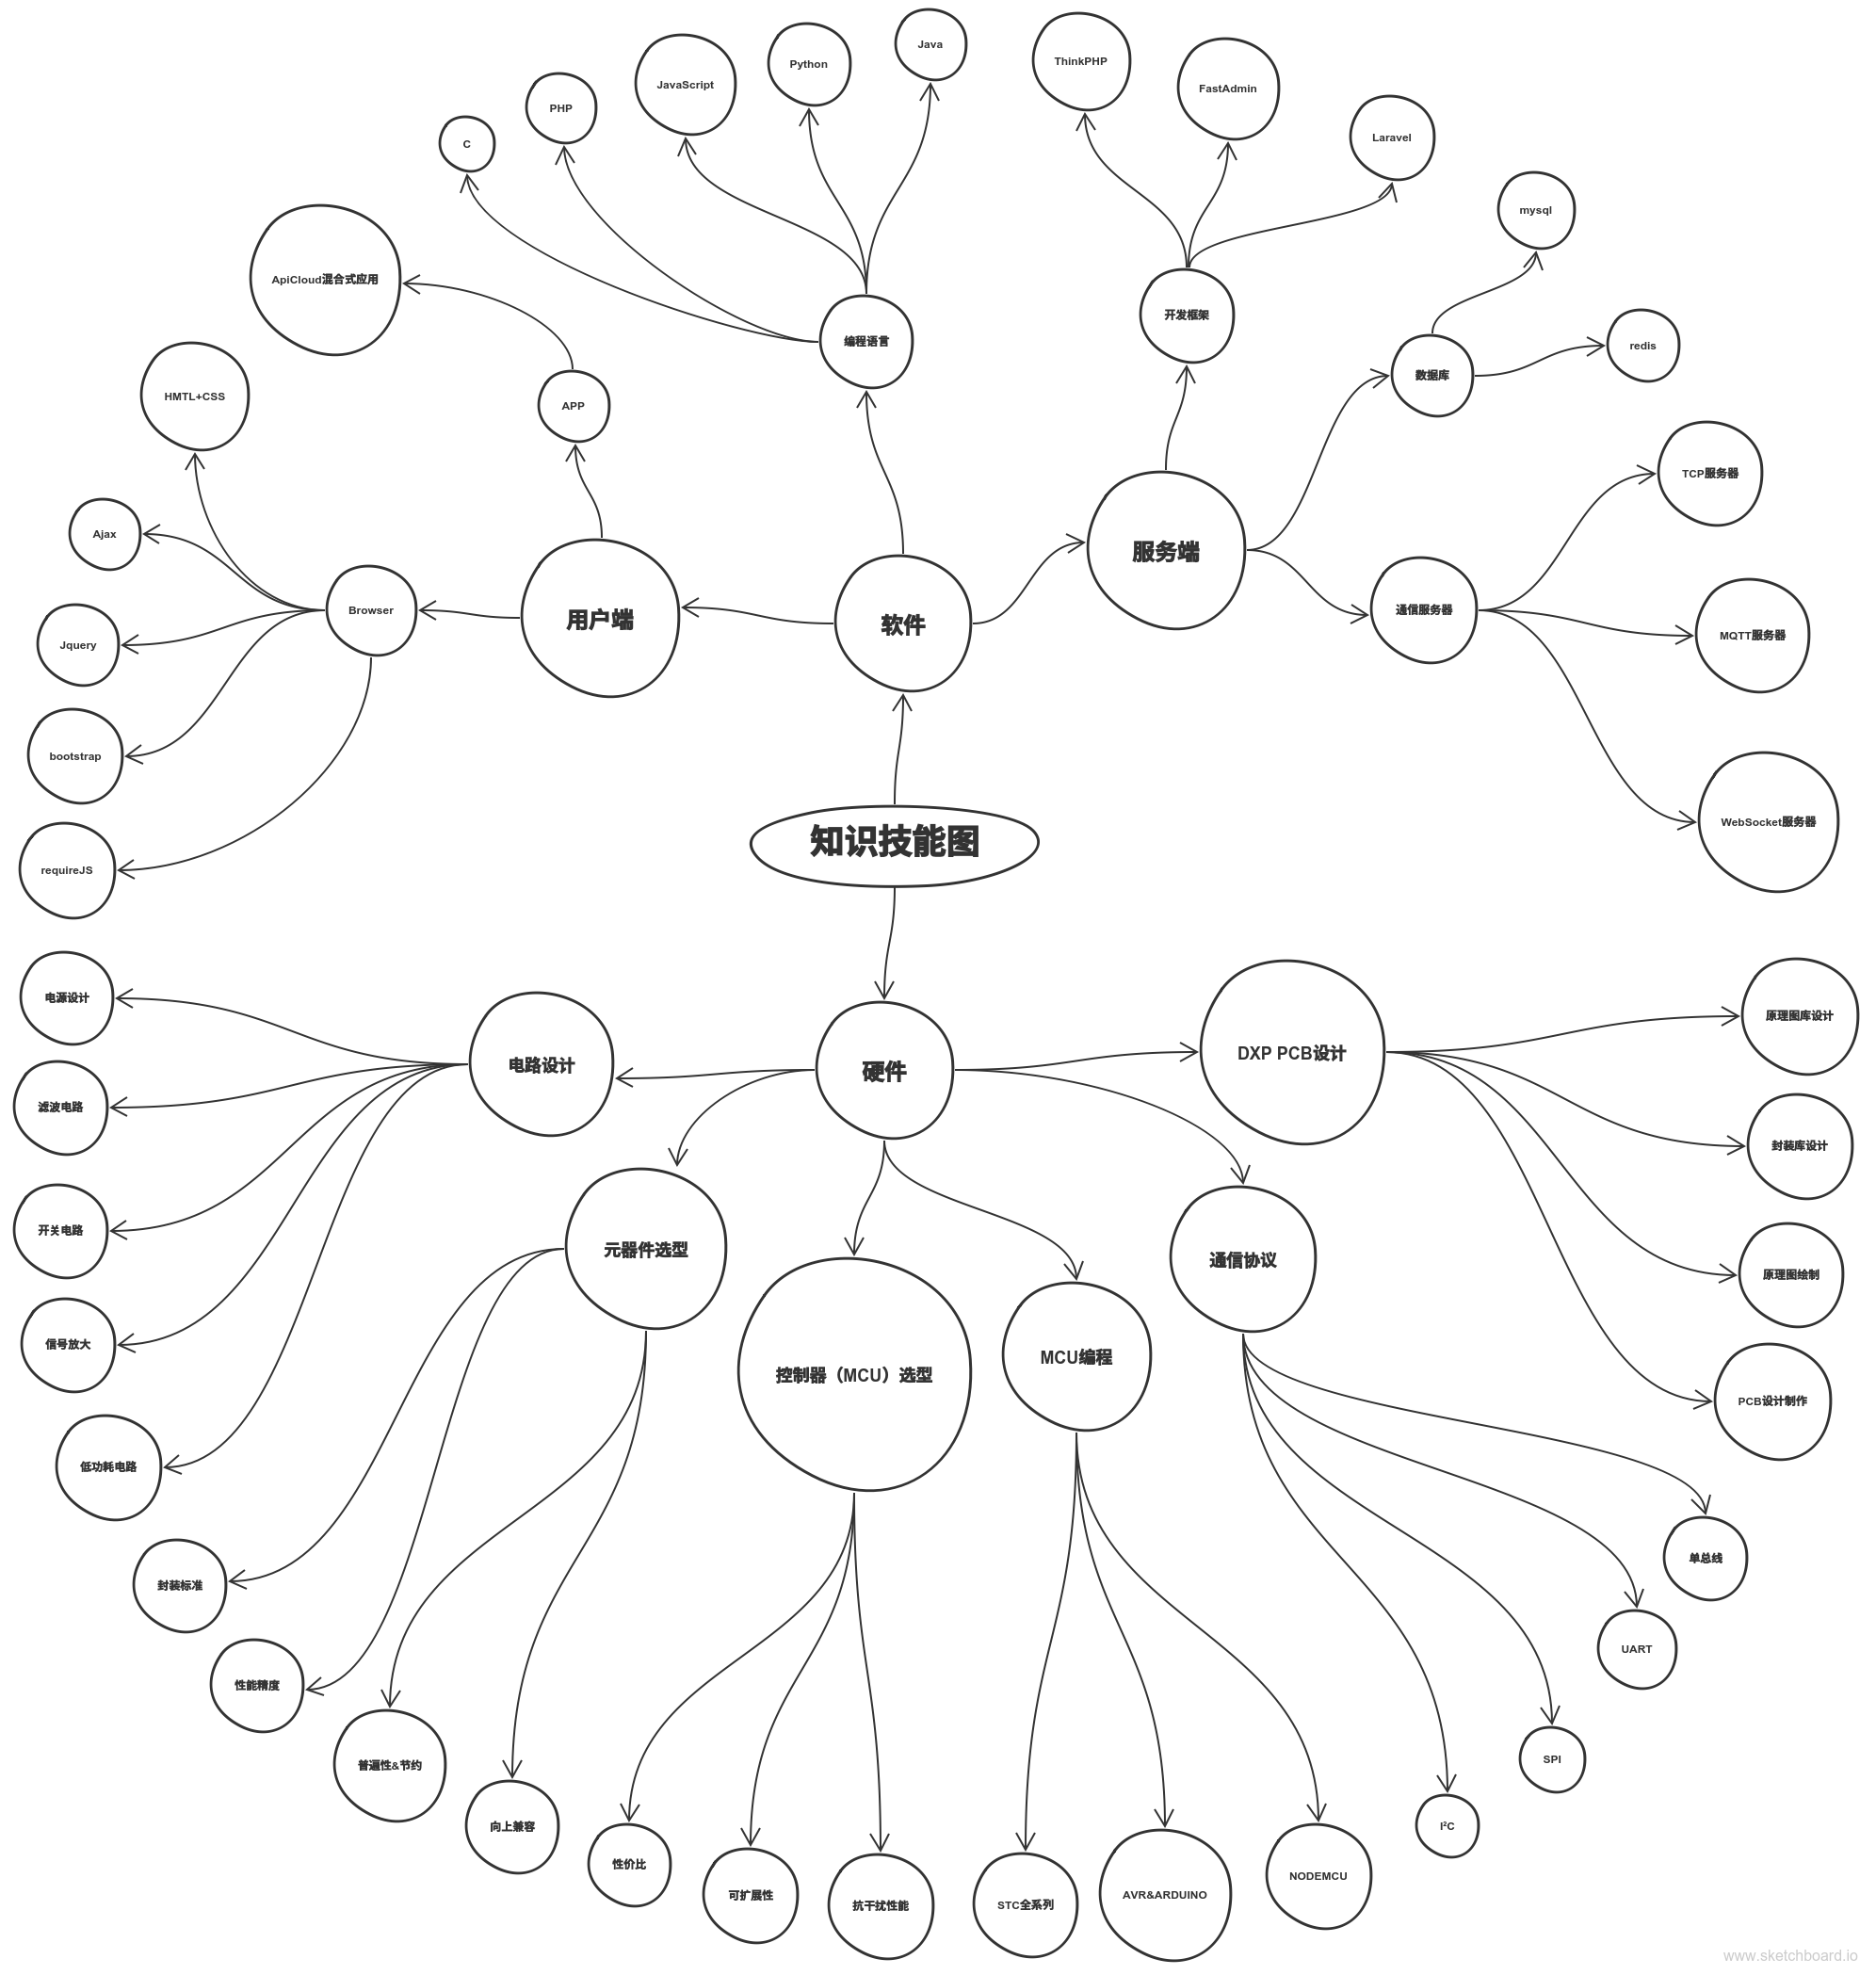 Java
ThinkPHP
Python
JavaScript
FastAdmin
PHP
Laravel
C
mysql
ApiCloud混合式应用
开发框架
编程语言
redis
数据库
HMTL+CSS
APP
TCP服务器
Ajax
服务端
Browser
通信服务器
用户端
软件
MQTT服务器
Jquery
bootstrap
WebSocket服务器
知识技能图
requireJS
电源设计
原理图库设计
DXP PCB设计
电路设计
硬件
滤波电路
封装库设计
开关电路
元器件选型
通信协议
原理图绘制
信号放大
MCU编程
控制器（MCU）选型
PCB设计制作
低功耗电路
单总线
封装标准
UART
性能精度
SPI
普遍性&节约
向上兼容
I²C
性价比
NODEMCU
可扩展性
AVR&ARDUINO
抗干扰性能
STC全系列
www.sketchboard.io